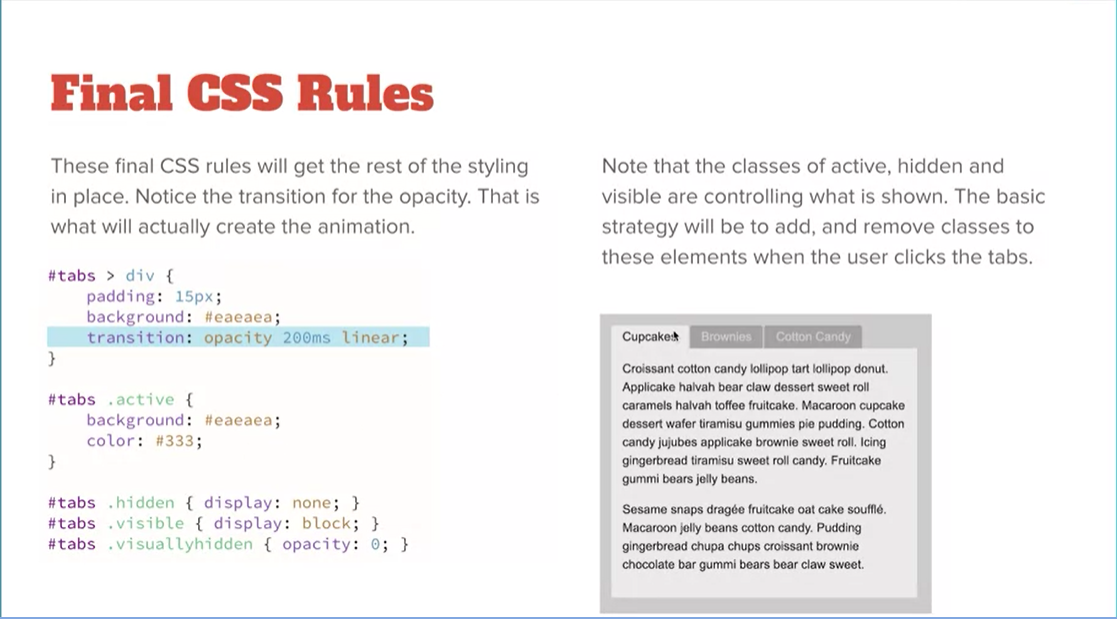 Final CSS Rules
These final CSS rules will get the rest of the styling
in place. Notice the transition for the opacity. That is
what will actually create the animation.
#tabs > div {
    padding: 15px;
    background: #eaeaea;
    transition: opacity 200ms linear;
}
#tabs .active {
    background: #eaeaea;
    color: #333;
}
#tabs .hidden { display: none; }
#tabs .visible { display: block; }
#tabs .visuallyhidden { opacity: 0; }
Note that the classes of active, hidden and
visible are controlling what is shown. The basic
strategy will be to add, and remove classes to
these elements when the user clicks the tabs.
Cupcakes Brownies Cotton Candy
Croissant cotton candy lollipop tart lollipop donut.
Applicake halvah bear claw dessert sweet roll
caramels halvah toffee fruitcake. Macaroon cupcake
dessert wafer tiramisu gummies pie pudding. Cotton
candy jujubes applicake brownie sweet roll. Icing
gingerbread tiramisu sweet roll candy. Fruitcake
gummi bears jelly beans.
Sesame snaps dragée fruitcake oat cake soufflé.
Macaroon jelly beans cotton candy. Pudding
gingerbread chupa chups croissant brownie
chocolate bar gummi bears bear claw sweet.